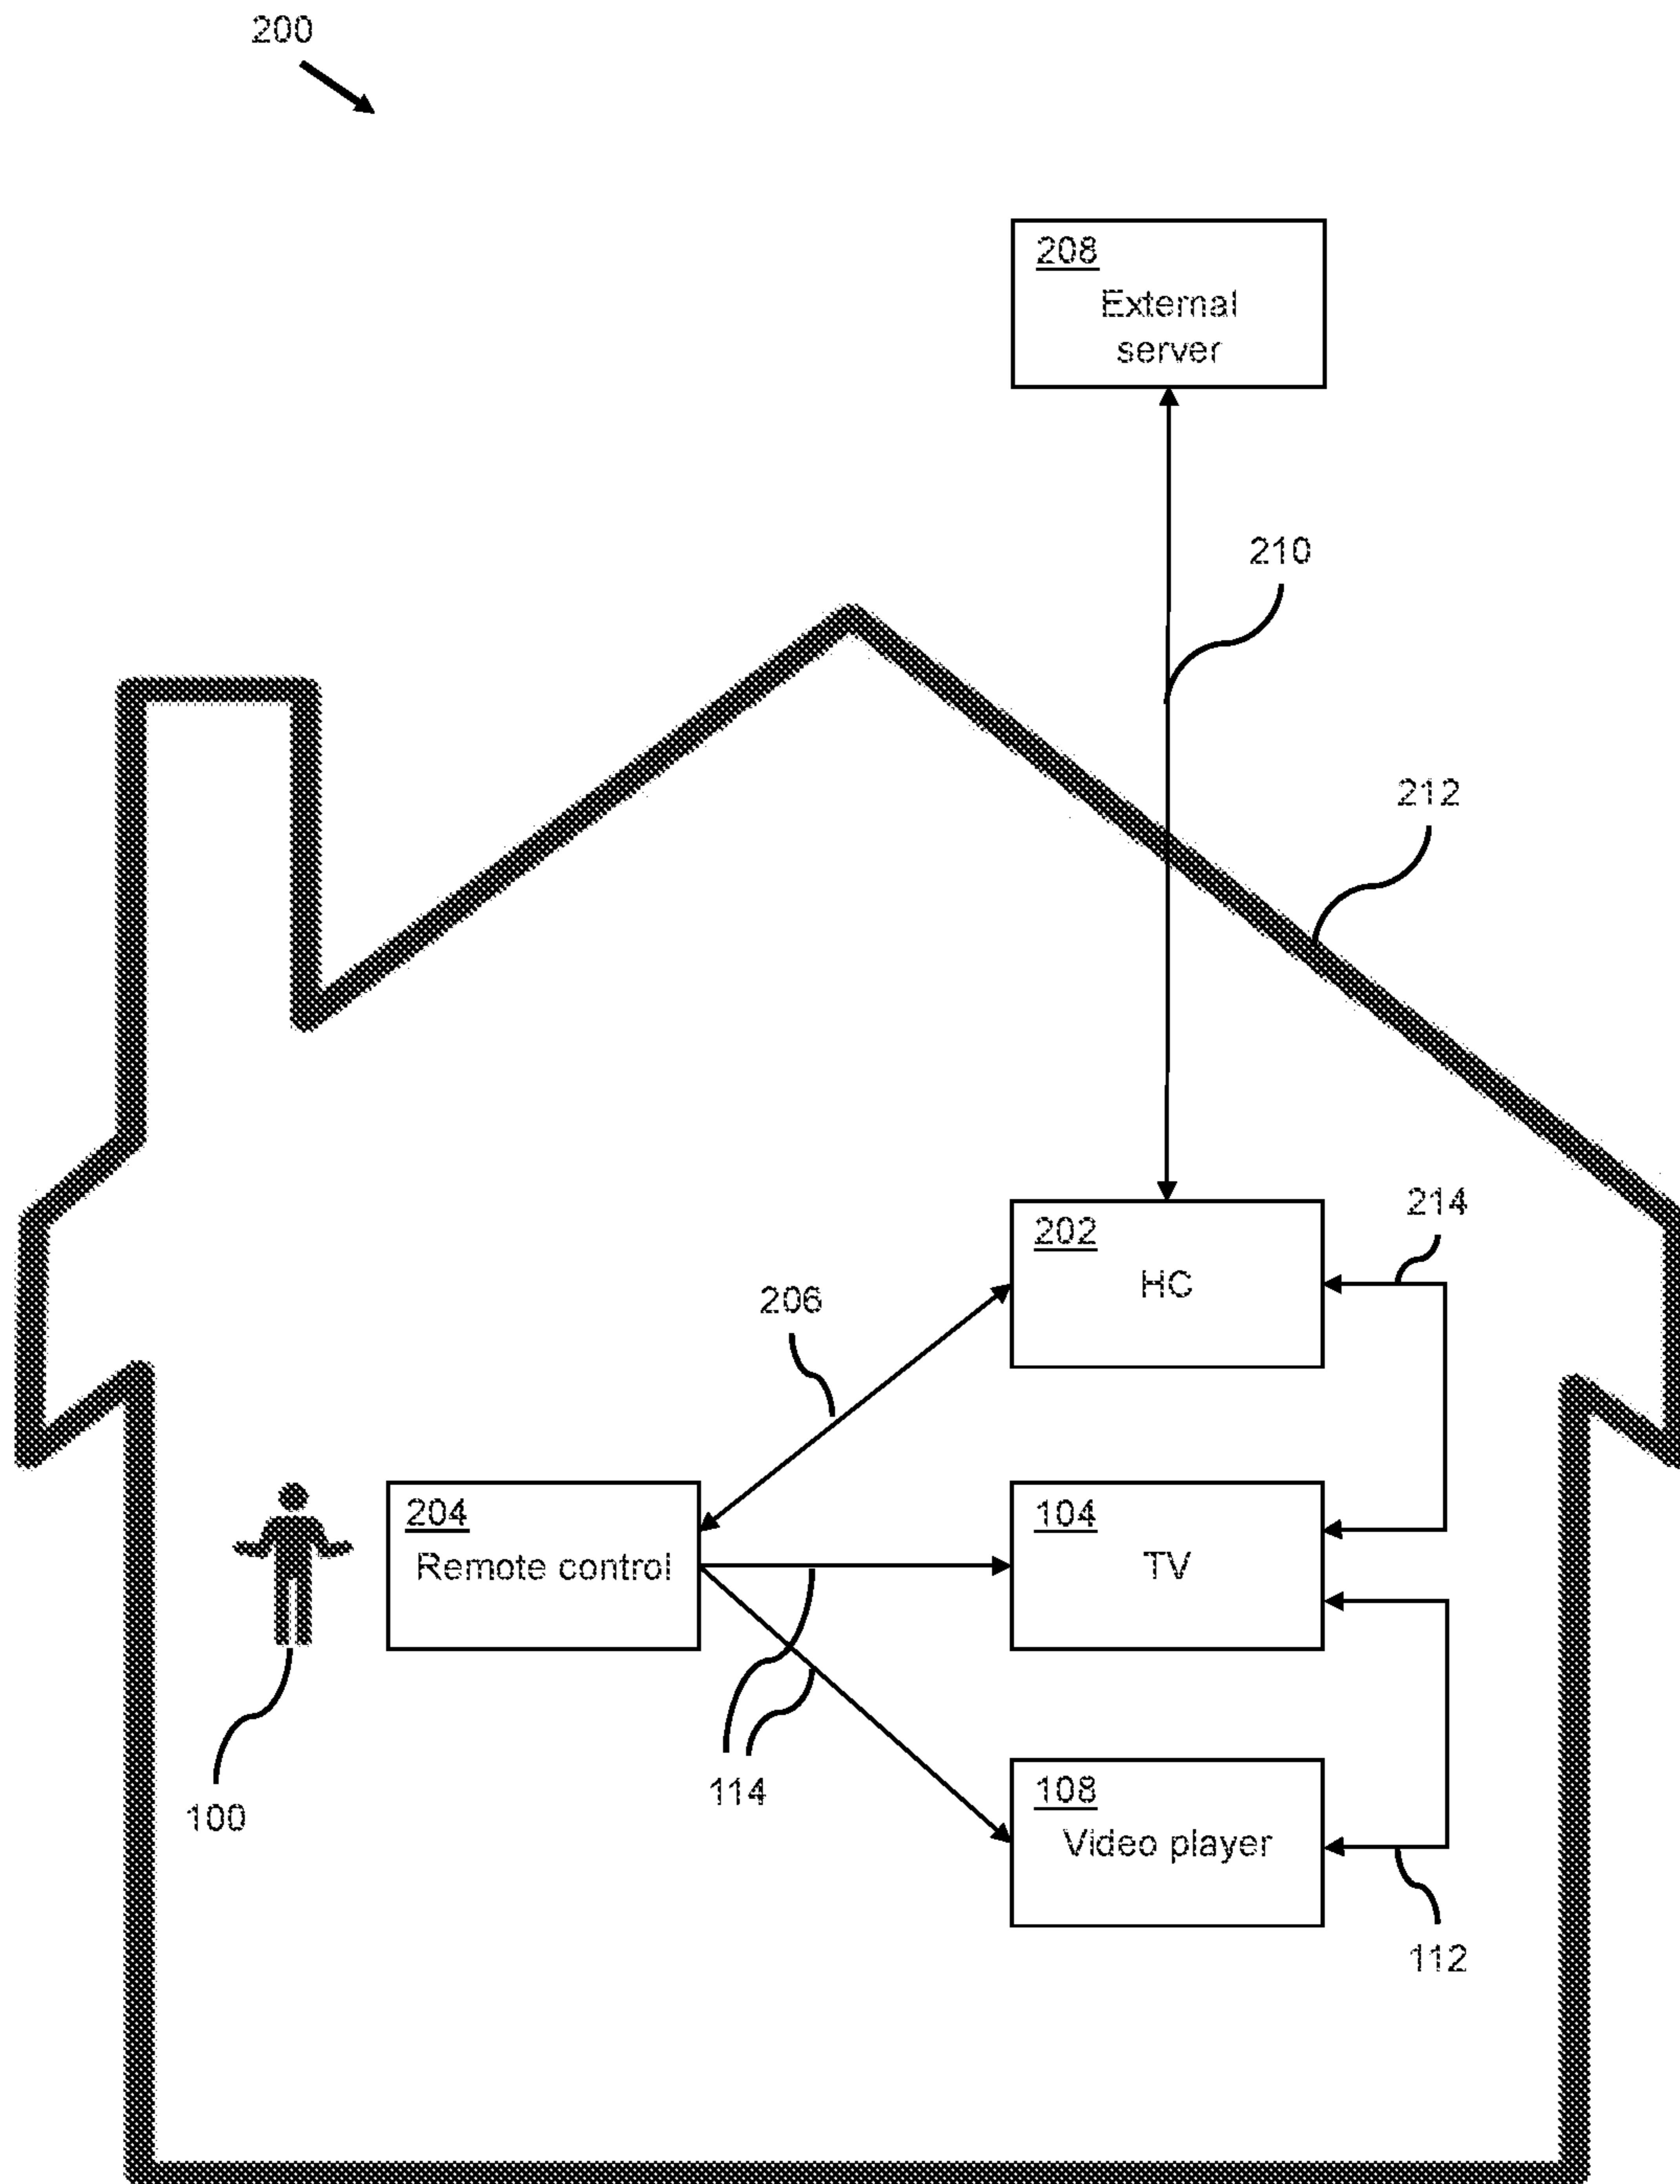 200
208
External
server
210
212
214
202
HC
206
204
Remote control
104
TV
114
108
Video player
100
112